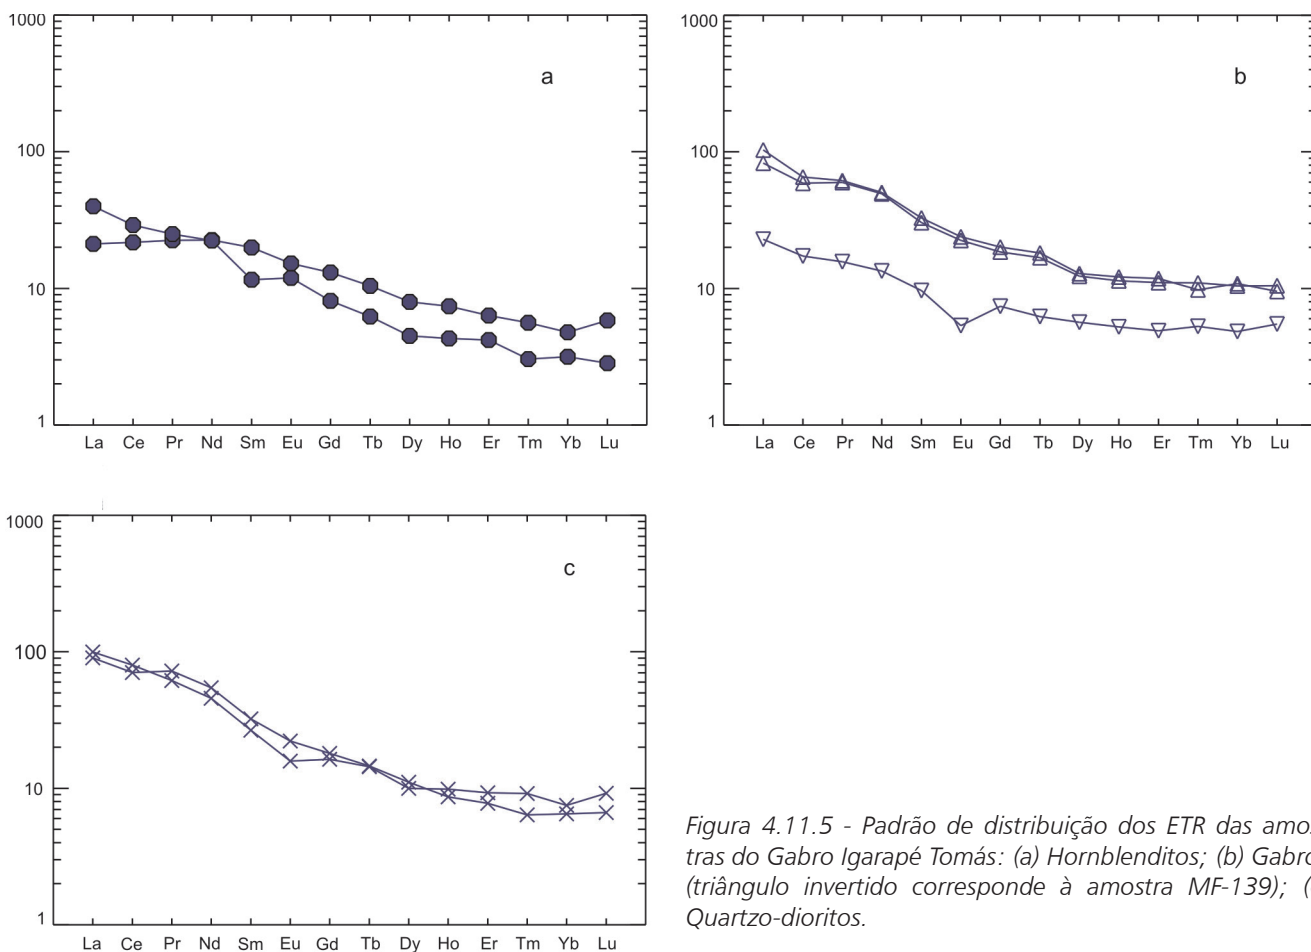 1000
a
100
10
1
La Ce Pr Nd Sm Eu Gd Tb Dy Ho Er Tm Yb Lu
1000
b
100
10
1
La Ce Pr Nd Sm Eu Gd Tb Dy Ho Er Tm Yb Lu
1000
c
100
10
1
La Ce Pr Nd Sm Eu Gd Tb Dy Ho Er Tm Yb Lu
Figura 4.11.5 - Padrão de distribuição dos ETR das amos
tras do Gabro Igarapé Tomás: (a) Hornblenditos; (b) Gabro
(triângulo invertido corresponde à amostra MF-139); (
Quartzo-dioritos.